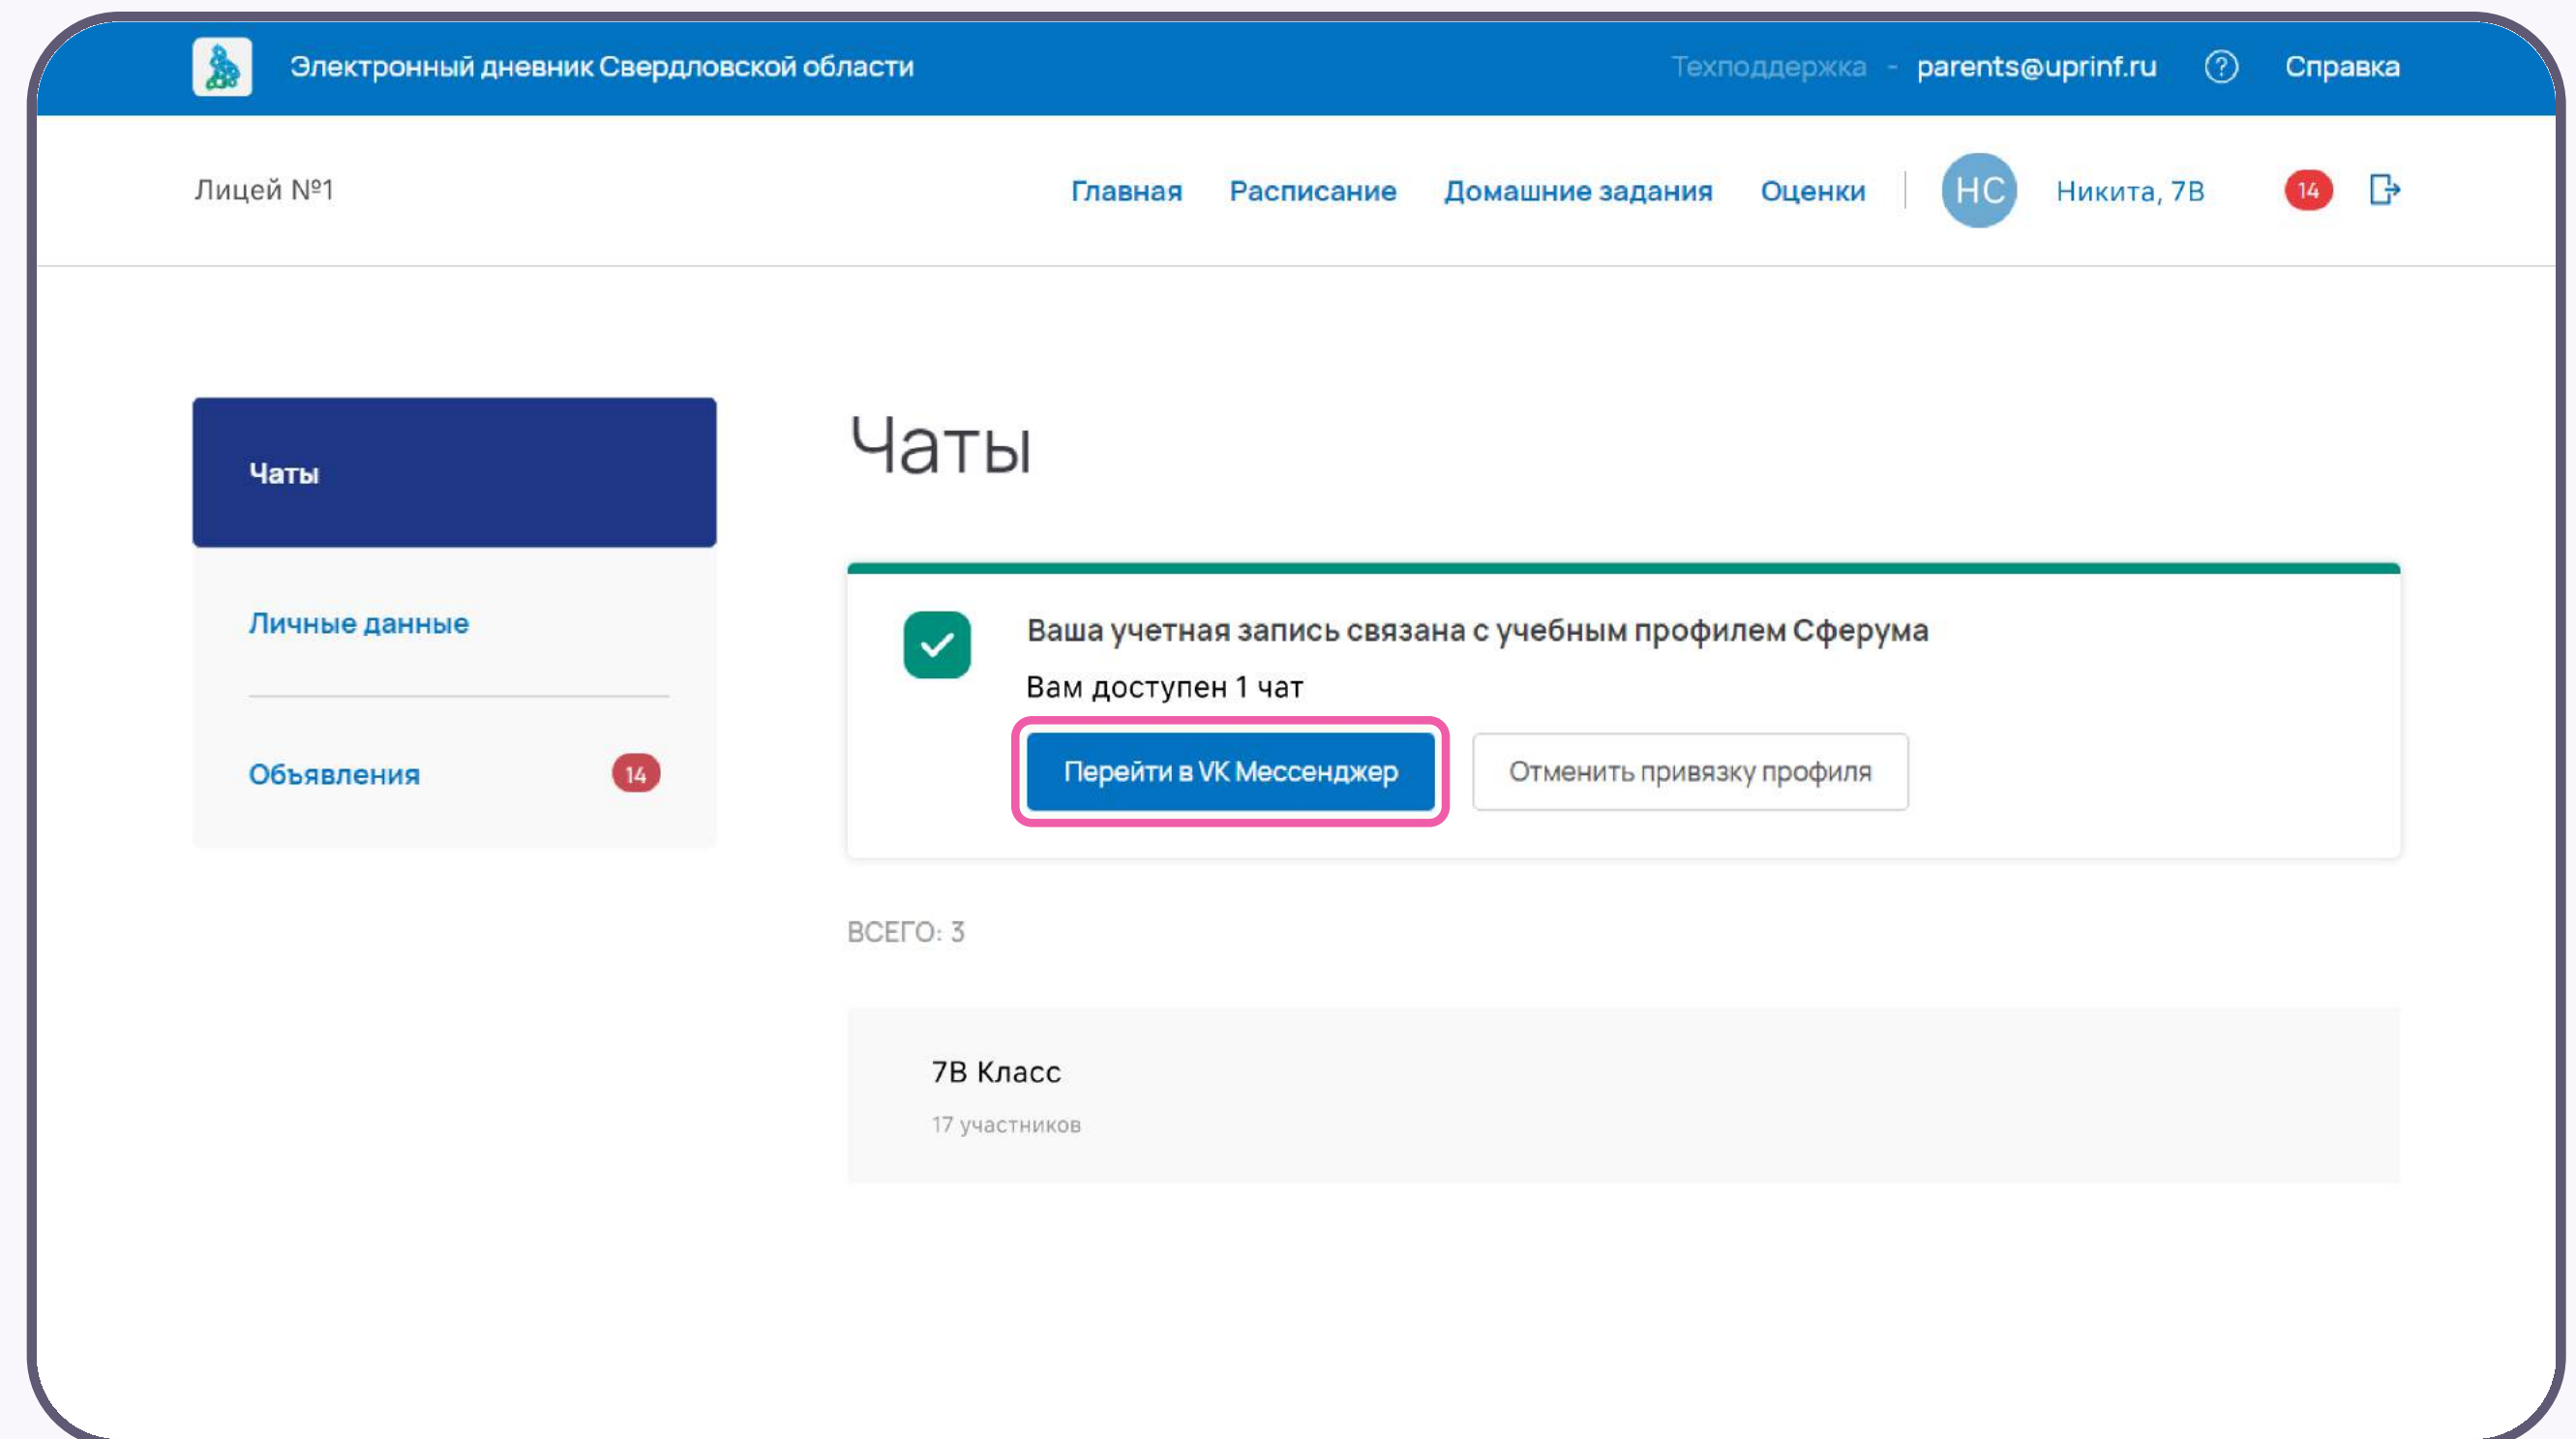 Электронный дневник Свердловской области
Техподдержка - parents@uprinf.ru ? Справка
Лицей №1
Главная Расписание Домашние задания Оценки НС Никита, 7В 14
Чаты
Личные данные
Объявления 14
Чаты
Ваша учетная запись связана с учебным профилем Сферума
Вам доступен 1 чат
Перейти в VK Мессенджер Отменить привязку профиля
ВСЕГО: 3
7В Класс
17 участников